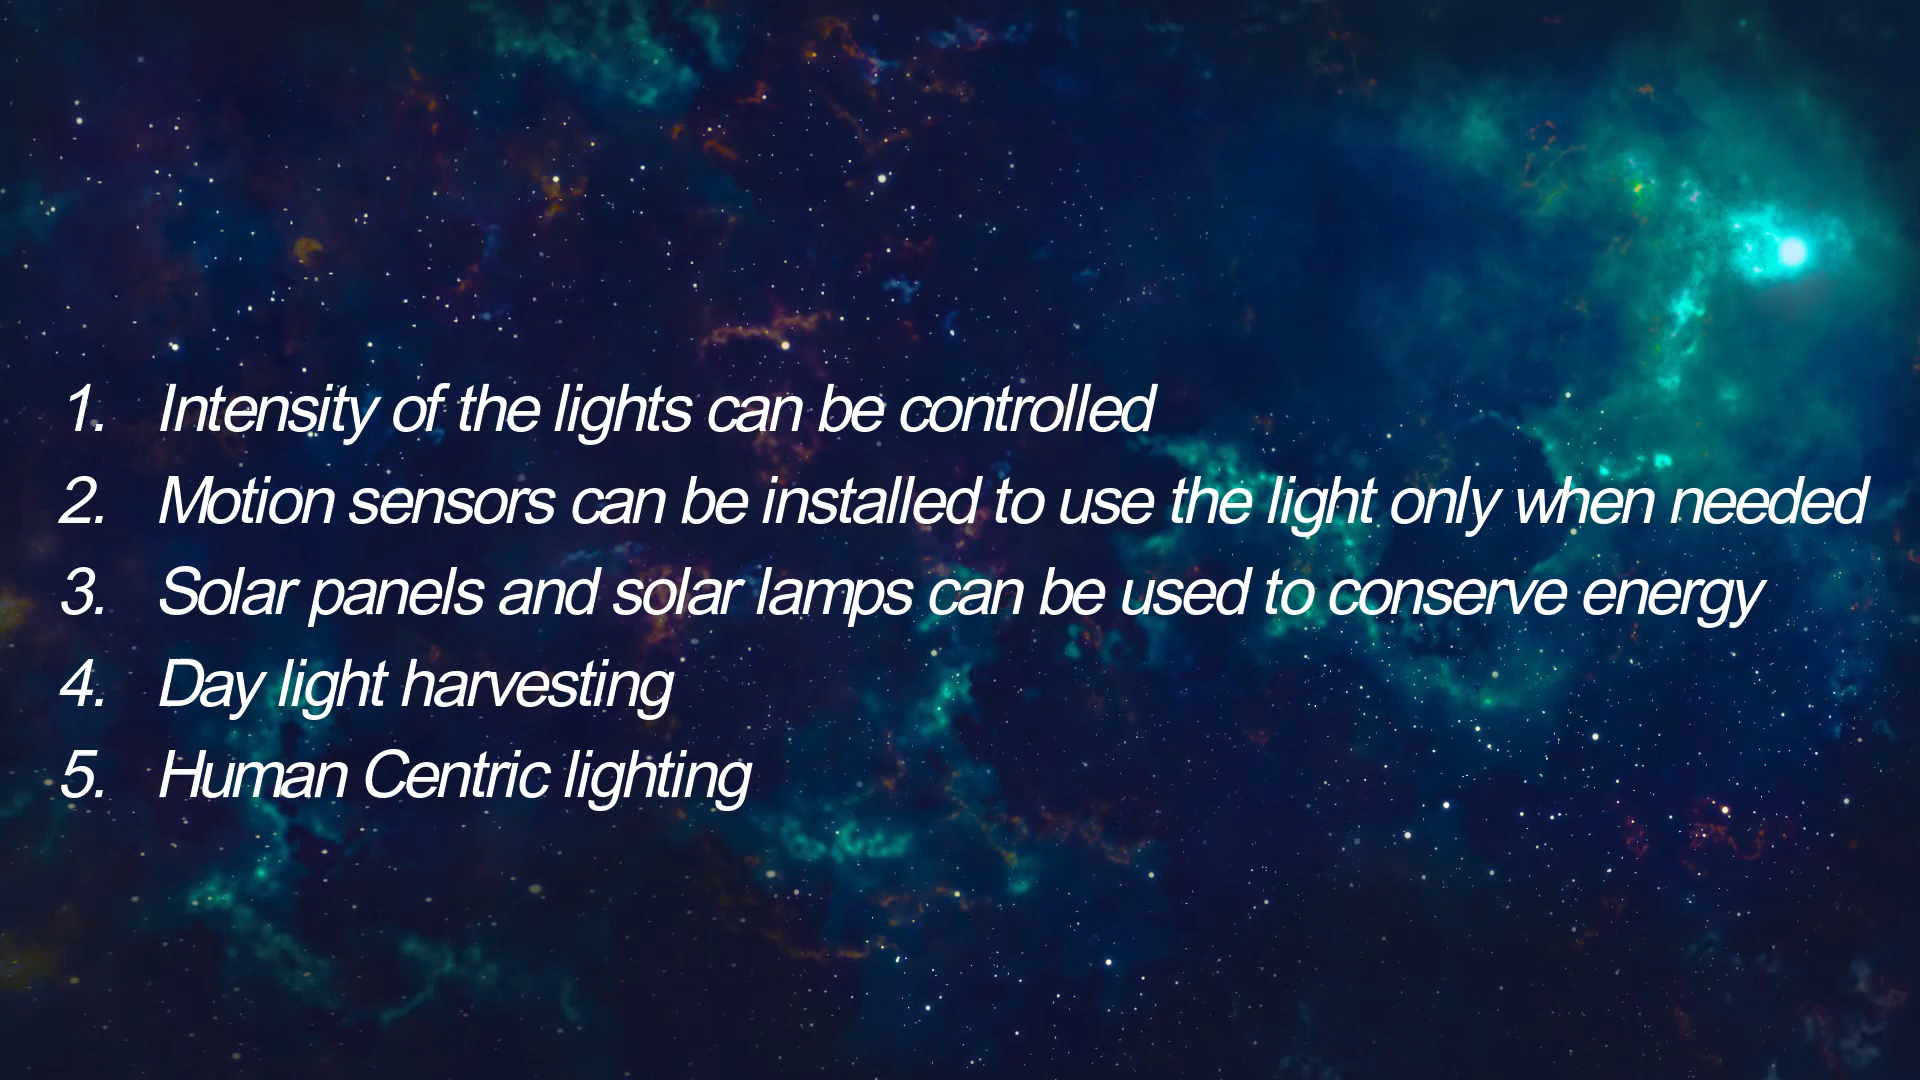 1. Intensity of the lights can be controlled
2. Motion sensors can be installed to use the light only when needed
3. Solar panels and solar lamps can be used to conserve energy
4. Day light harvesting
5. Human Centric lighting